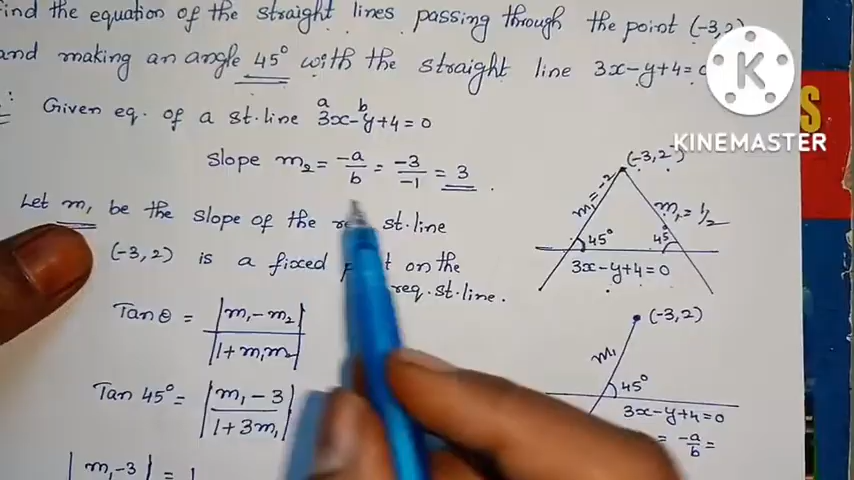 ind the equation of the straight lines passing through the point (-3,2)
and making an angle 45° with the straight line 3x-y+4=0
Given eq. of a st.line 3x-y+4=0
a b
Slope m₂ = -a/b = -3/-1 = 3
Let m₁ be the slope of the st.line
(-3,2) is a fixed on the
req.st.line.
Tanθ = |m₁-m₂| / |1+m₁m₂|
Tan 45° = |m₁-3 / 1+3m₁|
|m₁-3| = 1
(-3,2)
m₁=-2
m₁=1/2
45°
45°
3x-y+4=0
(-3,2)
m₁
45°
3x-y+4=0
= -a/b =
K
KINEMASTER
S